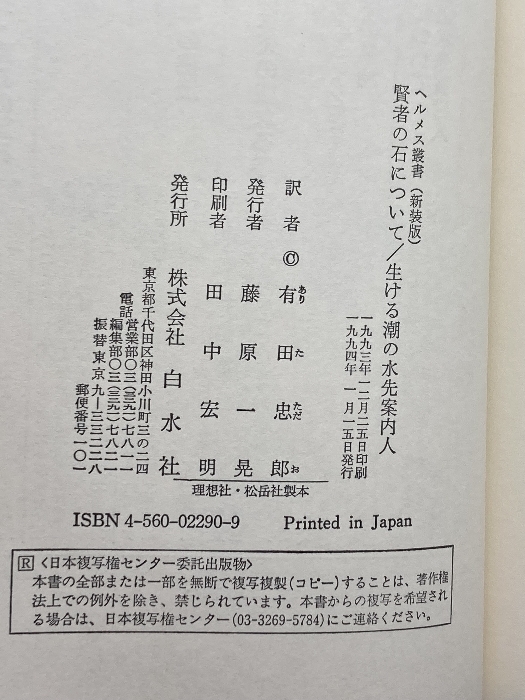 ヘルメス叢書(新装版)
賢者の石について/生ける潮の水先案内人
一九九三年一二月二五日印刷
一九九四年 一月一五日発行
訳者 © 有田忠郎
あり た ただ お
発行者 藤原一晃
印刷者 田中宏明
発行所 株式会社 白水社
東京都千代田区神田小川町三の二四
電話 営業部〇三(三二九一)七八一一
編集部〇三(三二九一)七八二一
振替 東京九―三三二二八
郵便番号一〇一
理想社・松岳社製本
ISBN 4-560-02290-9 Printed in Japan
R <日本複写権センター委託出版物>
本書の全部または一部を無断で複写複製(コピー)することは、著作権
法上での例外を除き、禁じられています。本書からの複写を希望され
る場合は、日本複写権センター(03-3269-5784)にご連絡ください。